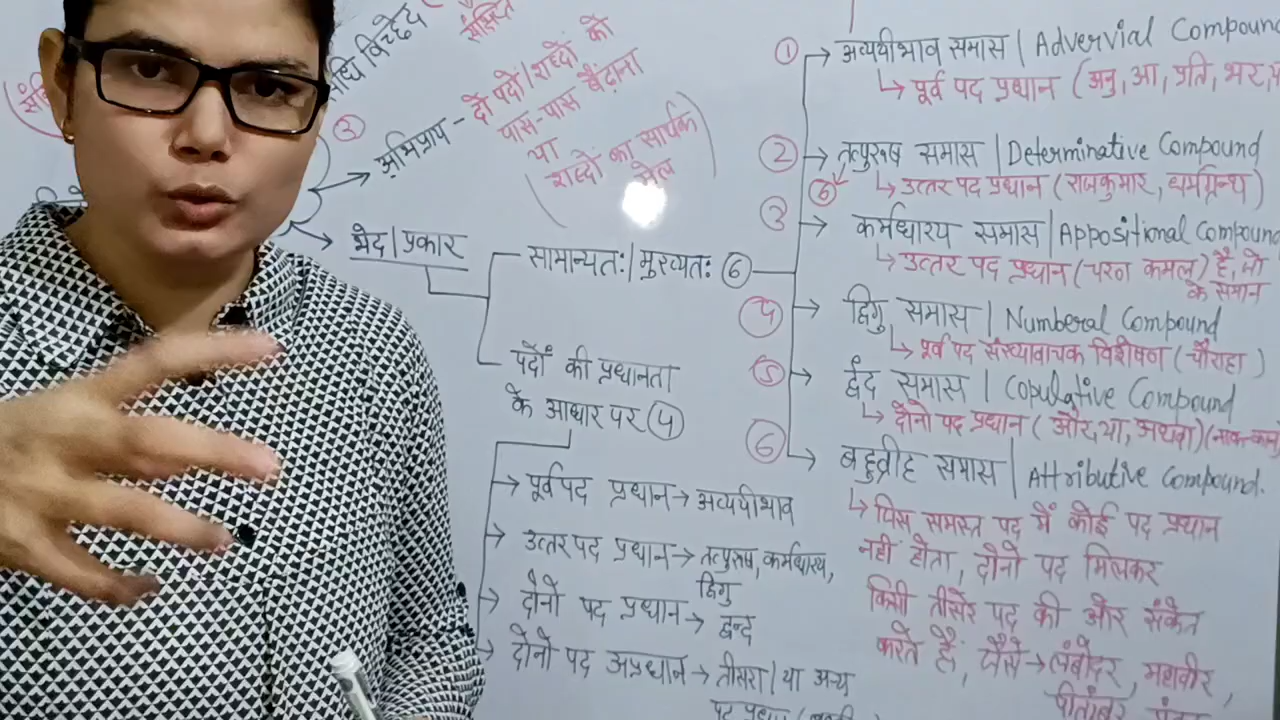 संधि विच्छेद
संक्षिप्त
②
अभिप्राय - दो पदों/शब्दों को
पास-पास बैठाना
या
(शब्दों का सार्थक
मेल)
भेद|प्रकार
सामान्यतः|मुख्यतः ⑥
पदों की प्रधानता
के आधार पर ④
पूर्वपद प्रधान → अव्ययीभाव
उत्तरपद प्रधान → तत्पुरुष, कर्मधारय,
द्विगु
दोनों पद प्रधान → द्वन्द
दोनो पद अप्रधान → तीसरा|या अन्य
① अव्ययीभाव समास | Advervial Compound
पूर्व पद प्रधान (अनु, आ, प्रति, भर,
② तत्पुरुष समास | Determinative Compound
⑥ उत्तर पद प्रधान (राजकुमार, धर्मग्रन्थ)
③ कर्मधारय समास | Appositional Compound
उत्तर पद प्रधान (चरण कमल) है, जो
के समान
④ द्विगु समास | Numberal Compound
पूर्व पद संख्यावाचक विशेषण (चौराहा)
⑤ द्वंद समास | Copulative Compound
दोनों पद प्रधान (और, या, अथवा) (नाक-कान
⑥ बहुव्रीह समास | Attributive Compound.
जिस समस्त पद में कोई पद प्रधान
नहीं होता, दोनो पद मिलकर
किसी तीसरे पद की और संकेत
करते हैं, जैसे → लंबोदर, महावीर,
पीतांबर,